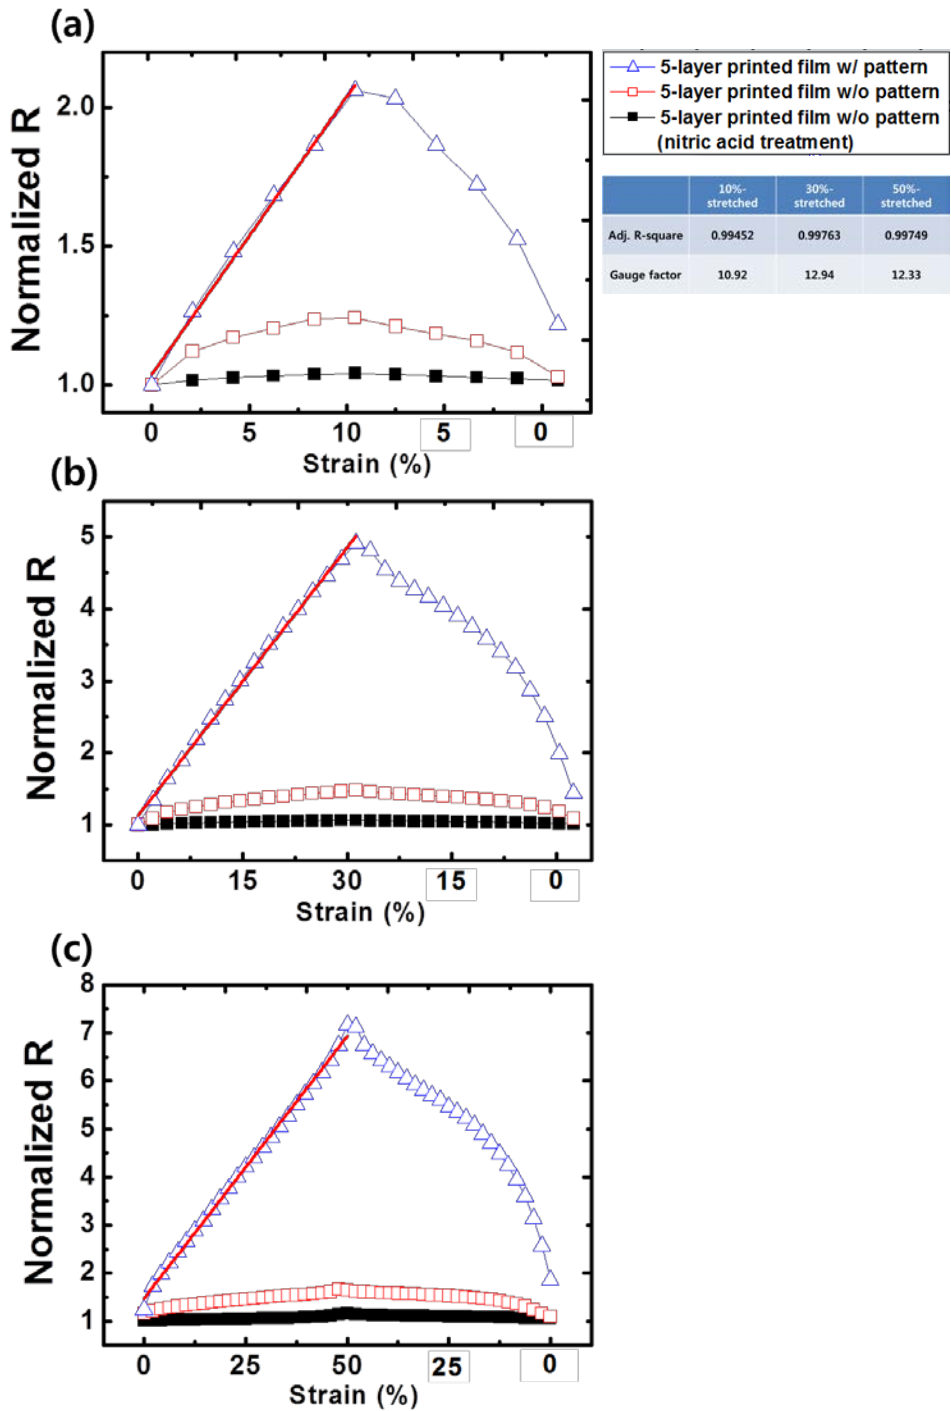 (a)
Normalized R
2.0
1.5
1.0
0 5 10 5 0
Strain (%)
5-layer printed film w/ pattern
5-layer printed film w/o pattern
5-layer printed film w/o pattern
(nitric acid treatment)
10%- 30%- 50%-
stretched stretched stretched
Adj. R-square 0.99452 0.99763 0.99749
Gauge factor 10.92 12.94 12.33
(b)
Normalized R
5
4
3
2
1
0 15 30 15 0
Strain (%)
(c)
Normalized R
8
7
6
5
4
3
2
1
0 25 50 25 0
Strain (%)